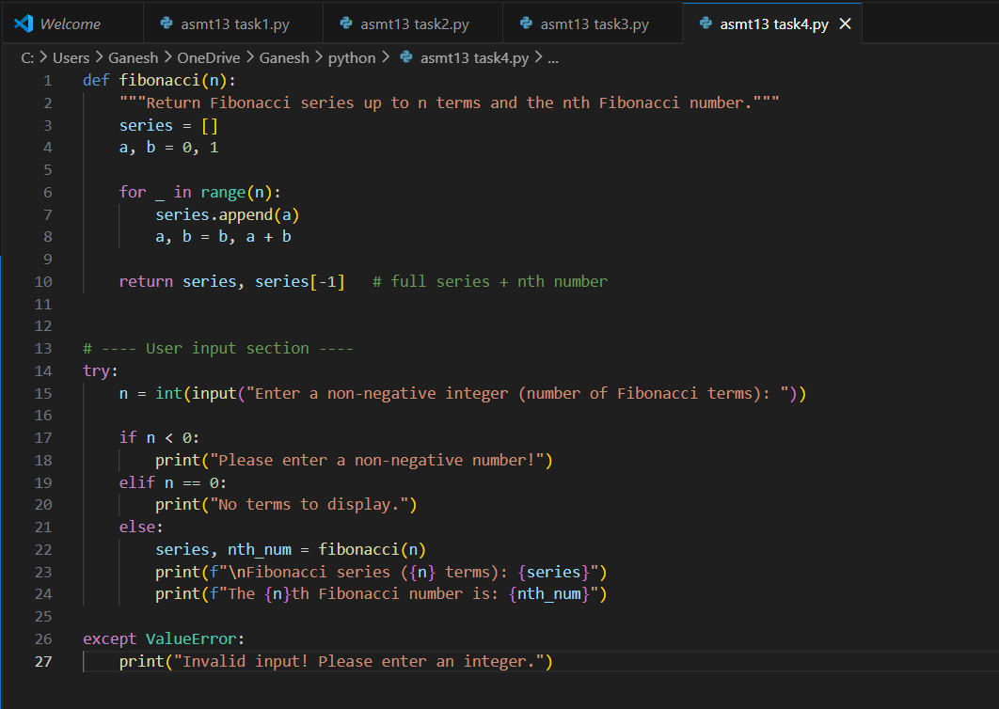 Welcome
asmt13 task1.py
asmt13 task2.py
asmt13 task3.py
asmt13 task4.py
C: > Users > Ganesh > OneDrive > Ganesh > python > asmt13 task4.py > ...
1 def fibonacci(n):
2     """Return Fibonacci series up to n terms and the nth Fibonacci number."""
3     series = []
4     a, b = 0, 1
5
6     for _ in range(n):
7         series.append(a)
8         a, b = b, a + b
9
10     return series, series[-1]   # full series + nth number
11
12
13 # ---- User input section ----
14 try:
15     n = int(input("Enter a non-negative integer (number of Fibonacci terms): "))
16
17     if n < 0:
18         print("Please enter a non-negative number!")
19     elif n == 0:
20         print("No terms to display.")
21     else:
22         series, nth_num = fibonacci(n)
23         print(f"\nFibonacci series ({n} terms): {series}")
24         print(f"The {n}th Fibonacci number is: {nth_num}")
25
26 except ValueError:
27     print("Invalid input! Please enter an integer.")